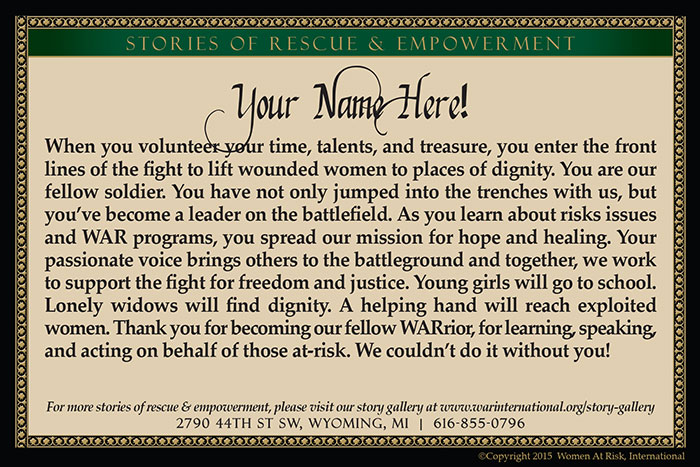 STORIES OF RESCUE & EMPOWERMENT
Your Name Here!
When you volunteer your time, talents, and treasure, you enter the front
lines of the fight to lift wounded women to places of dignity. You are our
fellow soldier. You have not only jumped into the trenches with us, but
you've become a leader on the battlefield. As you learn about risks issues
and WAR programs, you spread our mission for hope and healing. Your
passionate voice brings others to the battleground and together, we work
to support the fight for freedom and justice. Young girls will go to school.
Lonely widows will find dignity. A helping hand will reach exploited
women. Thank you for becoming our fellow WARrior, for learning, speaking,
and acting on behalf of those at-risk. We couldn't do it without you!
For more stories of rescue & empowerment, please visit our story gallery at www.warinternational.org/story-gallery
2790 44TH ST SW, WYOMING, MI | 616-855-0796
©Copyright 2015 Women At Risk, International